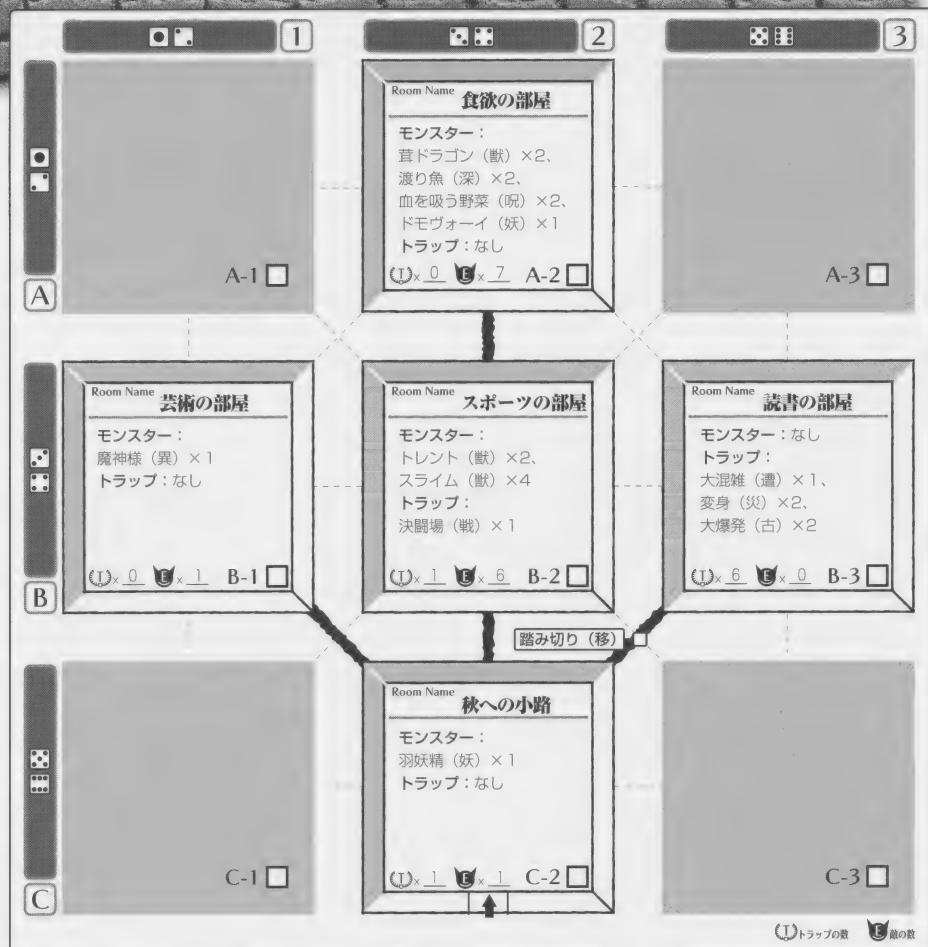 1
2
3
A
Room Name 食欲の部屋
モンスター：
茸ドラゴン（獣）×2、
渡り魚（深）×2、
血を吸う野菜（呪）×2、
ドモヴォーイ（妖）×1
トラップ：なし
T× 0 E× 7 A-2
A-1
A-3
B
Room Name 芸術の部屋
モンスター：
魔神様（異）×1
トラップ：なし
T× 0 E× 1 B-1
Room Name スポーツの部屋
モンスター：
トレント（獣）×2、
スライム（獣）×4
トラップ：
決闘場（戦）×1
T× 1 E× 6 B-2
Room Name 読書の部屋
モンスター：なし
トラップ：
大混雑（遭）×1、
変身（災）×2、
大爆発（古）×2
T× 6 E× 0 B-3
踏み切り（移）
C
Room Name 秋への小路
モンスター：
羽妖精（妖）×1
トラップ：なし
T× 1 E× 1 C-2
C-1
C-3
Tトラップの数 E敵の数